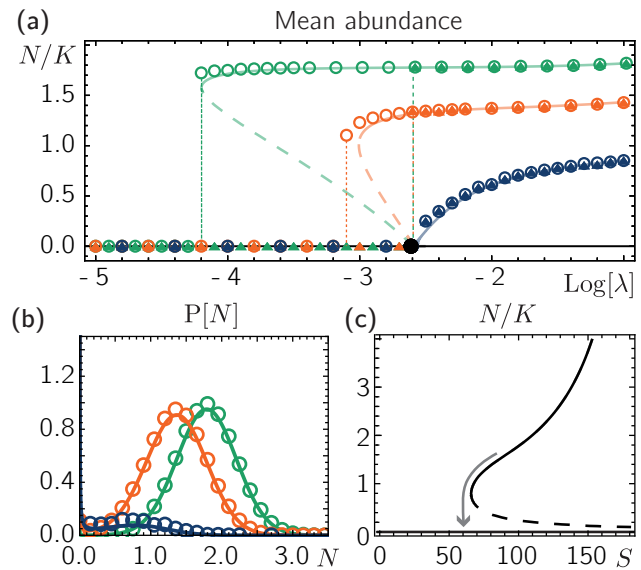 (a) Mean abundance
N/K
1.5
1.0
0.5
0.0
-5 -4 -3 -2 Log[λ]
(b) P[N] (c) N/K
1.2
0.8
0.4
0.0
0.0 1.0 2.0 3.0 N
3
2
1
0
0 50 100 150 S